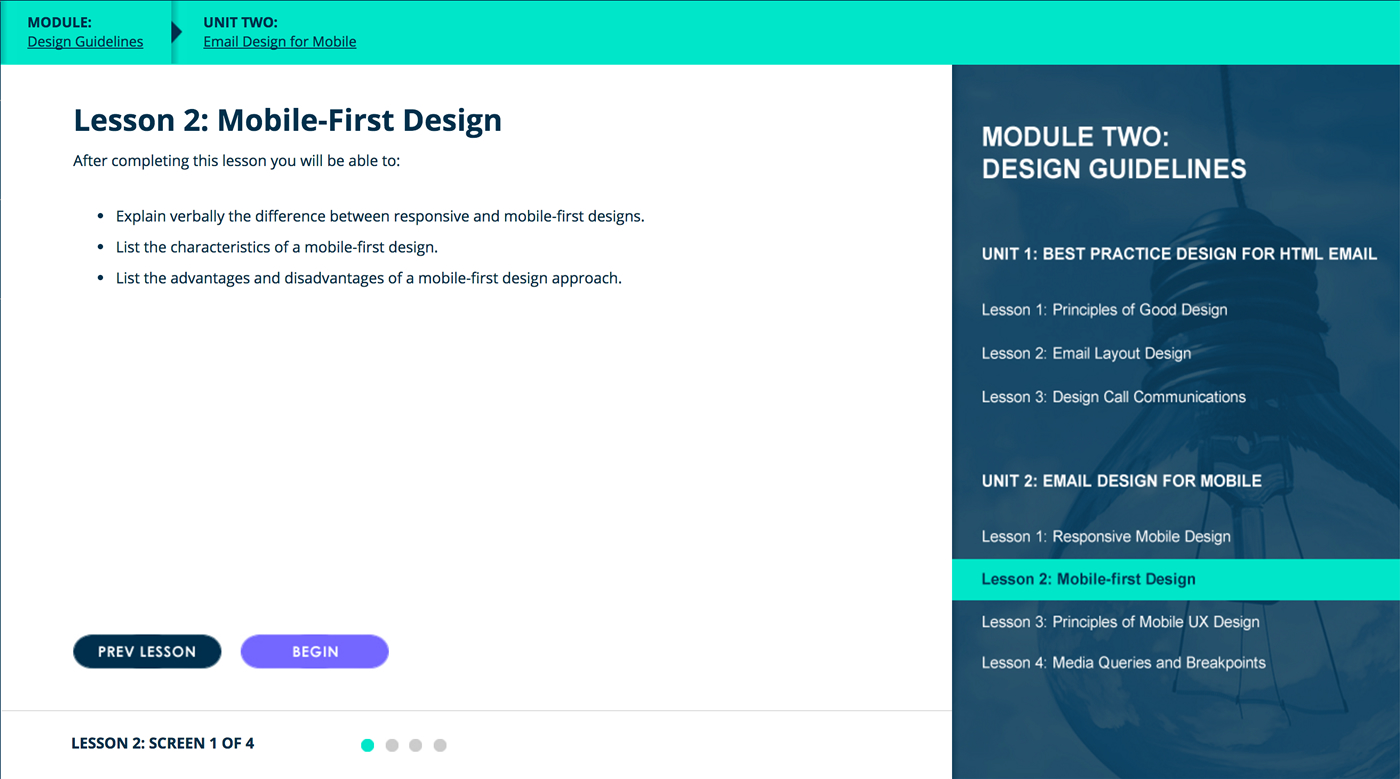 MODULE:
Design Guidelines
UNIT TWO:
Email Design for Mobile
Lesson 2: Mobile-First Design
After completing this lesson you will be able to:
• Explain verbally the difference between responsive and mobile-first designs.
• List the characteristics of a mobile-first design.
• List the advantages and disadvantages of a mobile-first design approach.
PREV LESSON
BEGIN
LESSON 2: SCREEN 1 OF 4
MODULE TWO:
DESIGN GUIDELINES
UNIT 1: BEST PRACTICE DESIGN FOR HTML EMAIL
Lesson 1: Principles of Good Design
Lesson 2: Email Layout Design
Lesson 3: Design Call Communications
UNIT 2: EMAIL DESIGN FOR MOBILE
Lesson 1: Responsive Mobile Design
Lesson 2: Mobile-first Design
Lesson 3: Principles of Mobile UX Design
Lesson 4: Media Queries and Breakpoints